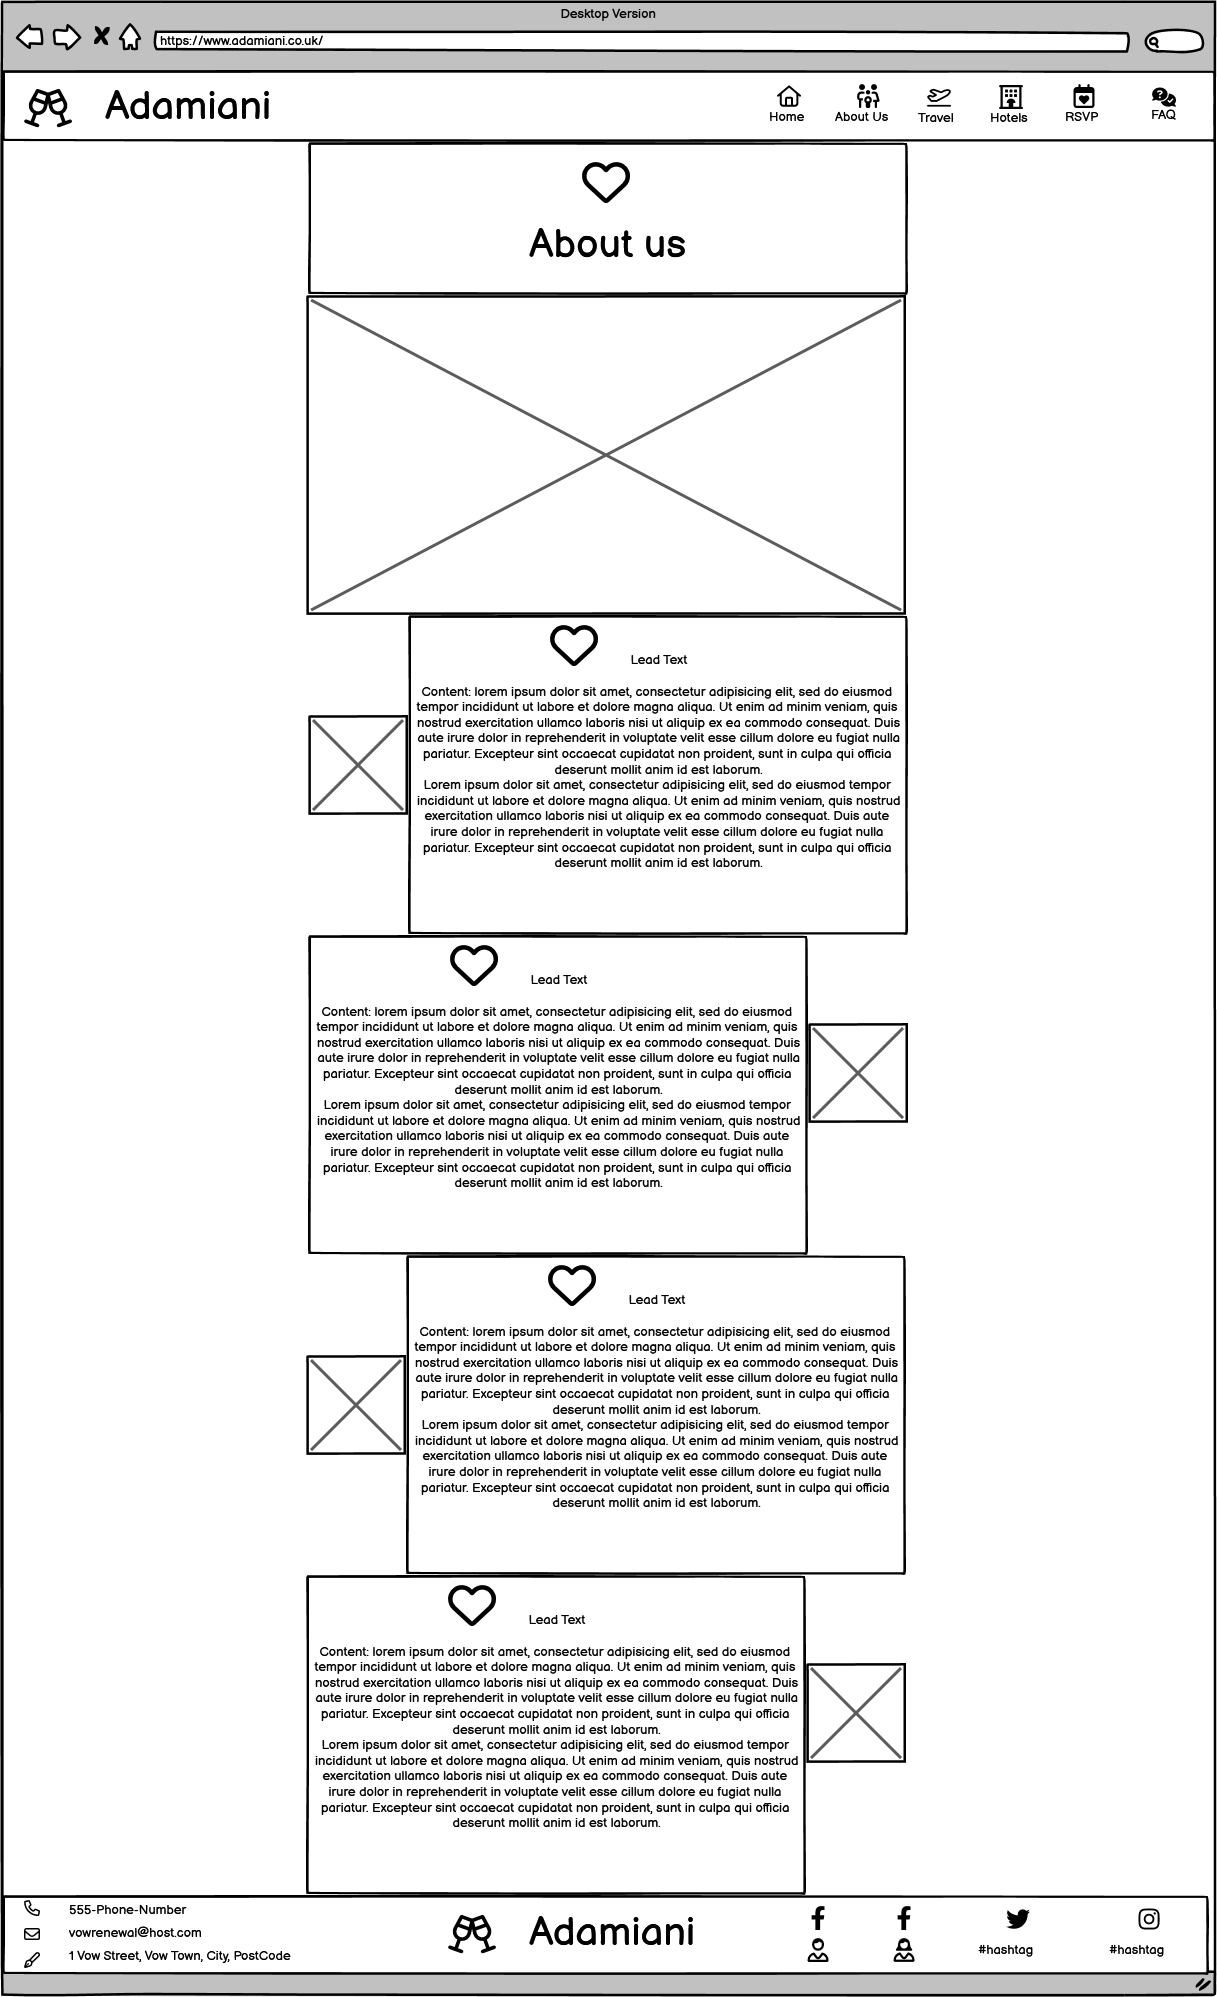 Desktop Version
https://www.adamiani.co.uk/
Adamiani
Home
About Us
Travel
Hotels
RSVP
FAQ
About us
Lead Text
Content: lorem ipsum dolor sit amet, consectetur adipisicing elit, sed do eiusmod
tempor incididunt ut labore et dolore magna aliqua. Ut enim ad minim veniam, quis
nostrud exercitation ullamco laboris nisi ut aliquip ex ea commodo consequat. Duis
aute irure dolor in reprehenderit in voluptate velit esse cillum dolore eu fugiat nulla
pariatur. Excepteur sint occaecat cupidatat non proident, sunt in culpa qui officia
deserunt mollit anim id est laborum.
Lorem ipsum dolor sit amet, consectetur adipisicing elit, sed do eiusmod tempor
incididunt ut labore et dolore magna aliqua. Ut enim ad minim veniam, quis nostrud
exercitation ullamco laboris nisi ut aliquip ex ea commodo consequat. Duis aute
irure dolor in reprehenderit in voluptate velit esse cillum dolore eu fugiat nulla
pariatur. Excepteur sint occaecat cupidatat non proident, sunt in culpa qui officia
deserunt mollit anim id est laborum.
Lead Text
Content: lorem ipsum dolor sit amet, consectetur adipisicing elit, sed do eiusmod
tempor incididunt ut labore et dolore magna aliqua. Ut enim ad minim veniam, quis
nostrud exercitation ullamco laboris nisi ut aliquip ex ea commodo consequat. Duis
aute irure dolor in reprehenderit in voluptate velit esse cillum dolore eu fugiat nulla
pariatur. Excepteur sint occaecat cupidatat non proident, sunt in culpa qui officia
deserunt mollit anim id est laborum.
Lorem ipsum dolor sit amet, consectetur adipisicing elit, sed do eiusmod tempor
incididunt ut labore et dolore magna aliqua. Ut enim ad minim veniam, quis nostrud
exercitation ullamco laboris nisi ut aliquip ex ea commodo consequat. Duis aute
irure dolor in reprehenderit in voluptate velit esse cillum dolore eu fugiat nulla
pariatur. Excepteur sint occaecat cupidatat non proident, sunt in culpa qui officia
deserunt mollit anim id est laborum.
Lead Text
Content: lorem ipsum dolor sit amet, consectetur adipisicing elit, sed do eiusmod
tempor incididunt ut labore et dolore magna aliqua. Ut enim ad minim veniam, quis
nostrud exercitation ullamco laboris nisi ut aliquip ex ea commodo consequat. Duis
aute irure dolor in reprehenderit in voluptate velit esse cillum dolore eu fugiat nulla
pariatur. Excepteur sint occaecat cupidatat non proident, sunt in culpa qui officia
deserunt mollit anim id est laborum.
Lorem ipsum dolor sit amet, consectetur adipisicing elit, sed do eiusmod tempor
incididunt ut labore et dolore magna aliqua. Ut enim ad minim veniam, quis nostrud
exercitation ullamco laboris nisi ut aliquip ex ea commodo consequat. Duis aute
irure dolor in reprehenderit in voluptate velit esse cillum dolore eu fugiat nulla
pariatur. Excepteur sint occaecat cupidatat non proident, sunt in culpa qui officia
deserunt mollit anim id est laborum.
Lead Text
Content: lorem ipsum dolor sit amet, consectetur adipisicing elit, sed do eiusmod
tempor incididunt ut labore et dolore magna aliqua. Ut enim ad minim veniam, quis
nostrud exercitation ullamco laboris nisi ut aliquip ex ea commodo consequat. Duis
aute irure dolor in reprehenderit in voluptate velit esse cillum dolore eu fugiat nulla
pariatur. Excepteur sint occaecat cupidatat non proident, sunt in culpa qui officia
deserunt mollit anim id est laborum.
Lorem ipsum dolor sit amet, consectetur adipisicing elit, sed do eiusmod tempor
incididunt ut labore et dolore magna aliqua. Ut enim ad minim veniam, quis nostrud
exercitation ullamco laboris nisi ut aliquip ex ea commodo consequat. Duis aute
irure dolor in reprehenderit in voluptate velit esse cillum dolore eu fugiat nulla
pariatur. Excepteur sint occaecat cupidatat non proident, sunt in culpa qui officia
deserunt mollit anim id est laborum.
555-Phone-Number
vowrenewal@host.com
1 Vow Street, Vow Town, City, PostCode
Adamiani
#hashtag
#hashtag